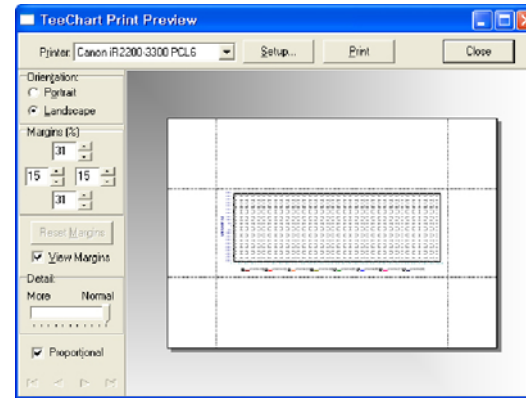 TeeChart Print Preview
Printer: Canon iR2200-3300 PCL6 Setup... Print Close
Orientation:
Portrait
Landscape
Margins (%)
31
15 15
31
Reset Margins
View Margins
Detail:
More Normal
Proportional